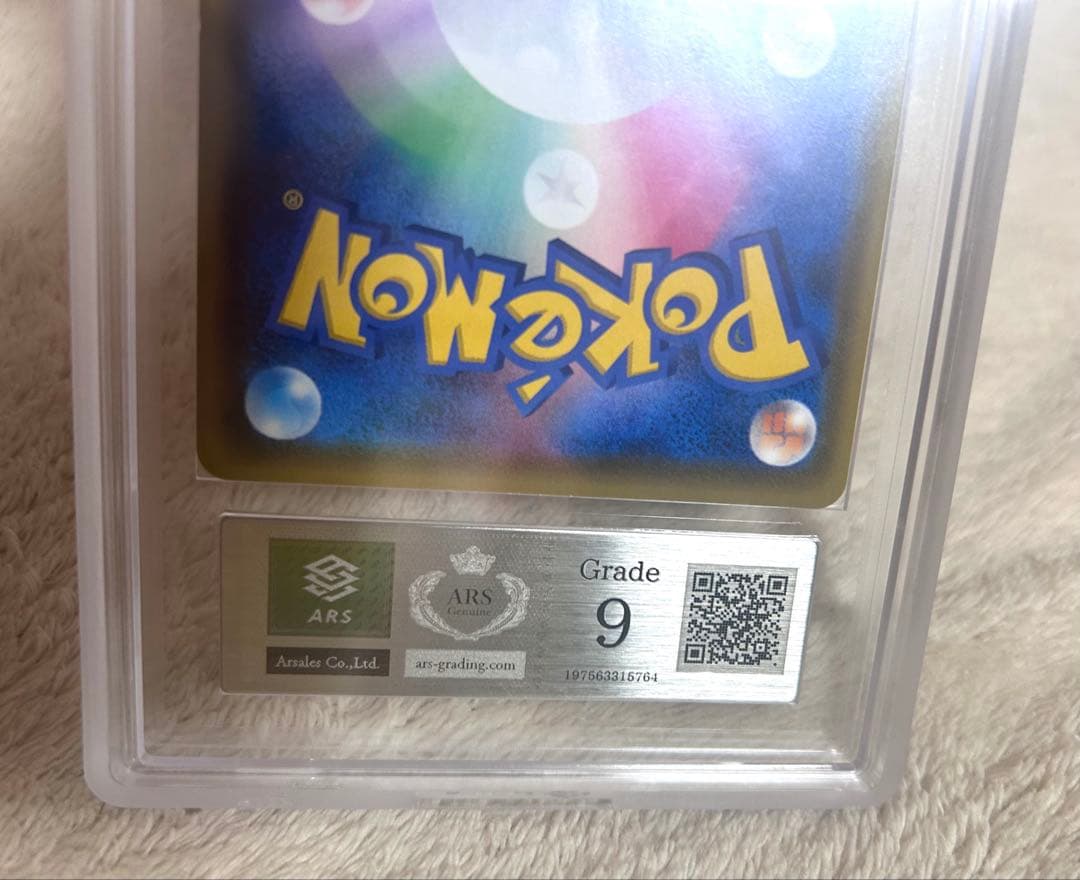 POKéMON
®
ARS
Arsales Co.,Ltd.
ARS
Genuine
ars-grading.com
Grade
9
197563315764